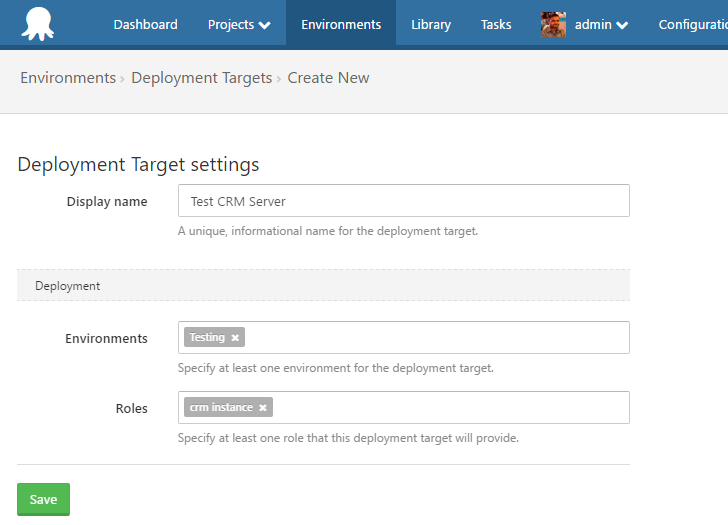 Dashboard Projects Environments Library Tasks admin Configuratio
Environments › Deployment Targets › Create New
Deployment Target settings
Display name Test CRM Server
A unique, informational name for the deployment target.
Deployment
Environments Testing ×
Specify at least one environment for the deployment target.
Roles crm instance ×
Specify at least one role that this deployment target will provide.
Save